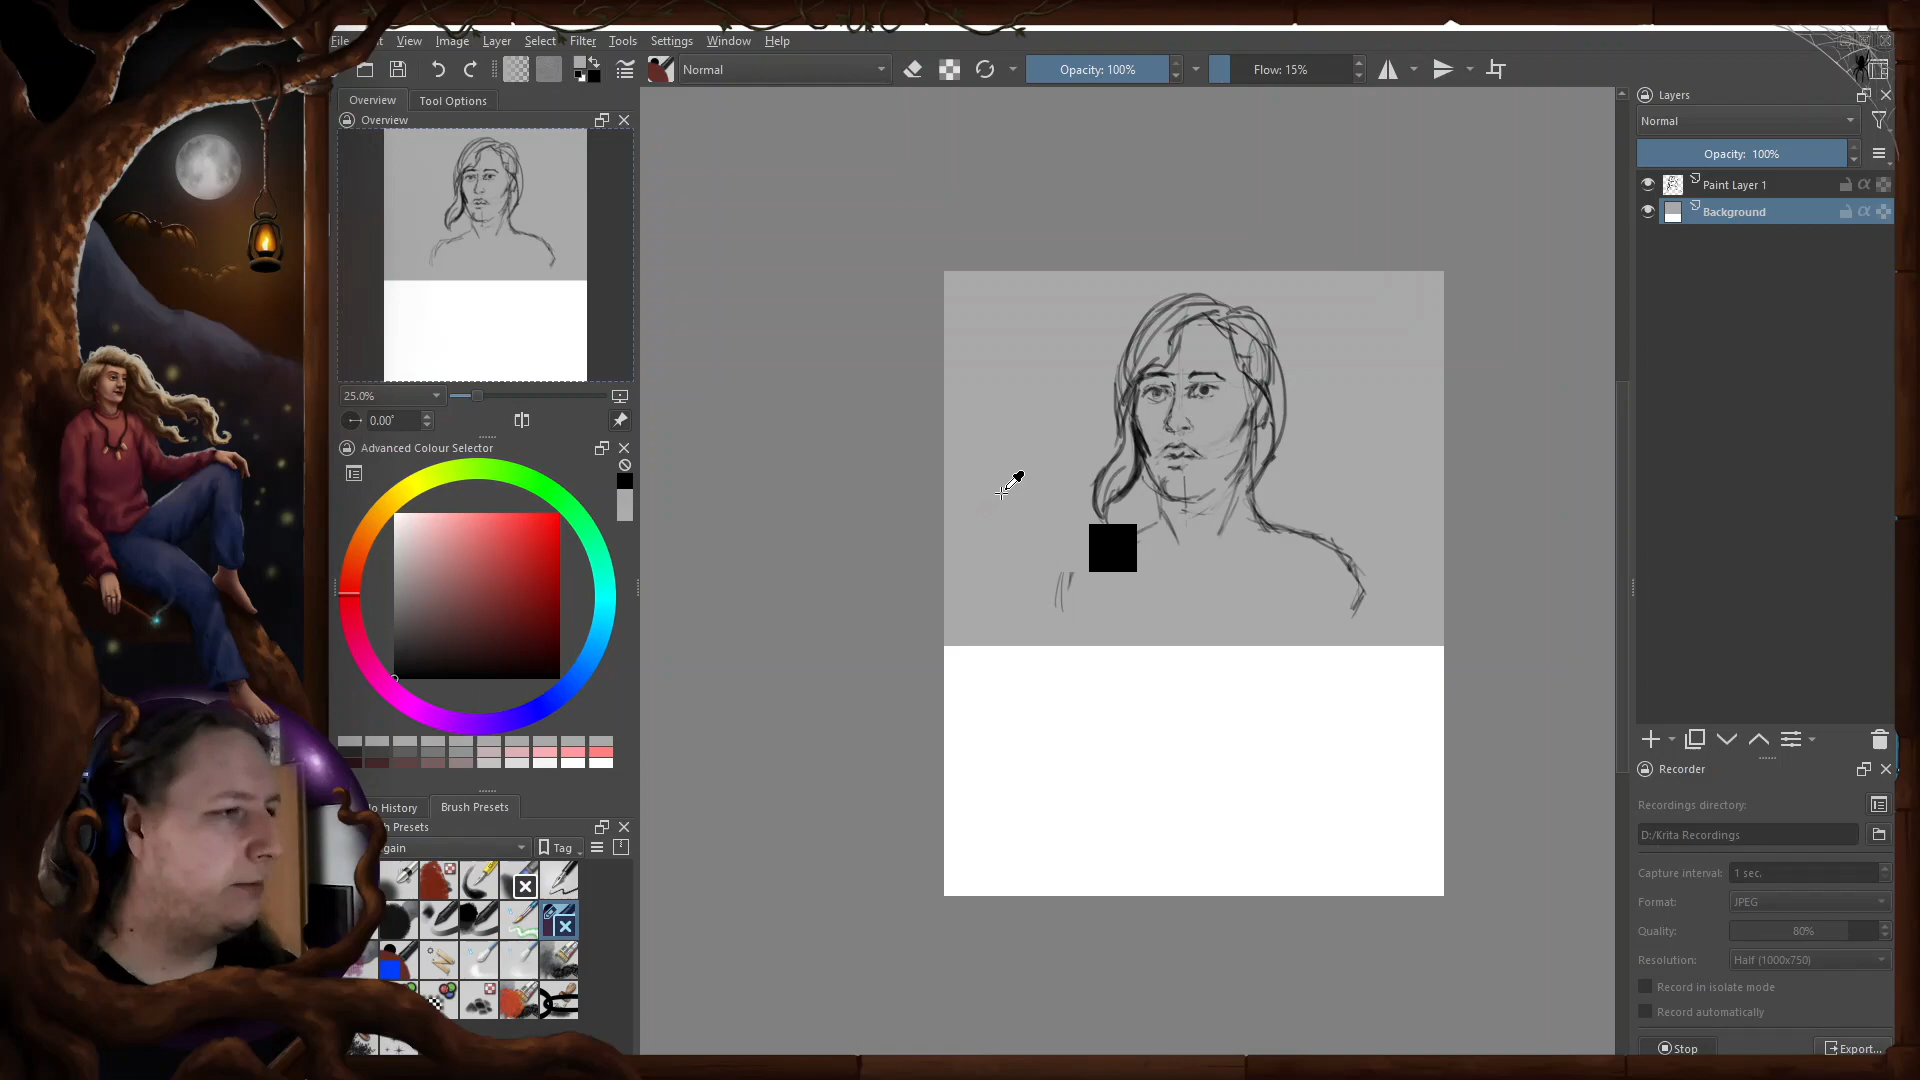 File
View
Image
Layer
Select
Filter
Tools
Settings
Window
Help
Normal
Opacity: 100%
Flow: 15%
Overview
Tool Options
Overview
25.0%
0.00°
Advanced Colour Selector
Brush Presets
Tag
Layers
Normal
Opacity: 100%
Paint Layer 1
Background
Recorder
Recordings directory:
D:/Krita Recordings
Capture interval:
1 sec.
Format:
JPEG
Quality:
80%
Resolution:
Half (1000x750)
Record in isolate mode
Record automatically
Stop
Export...